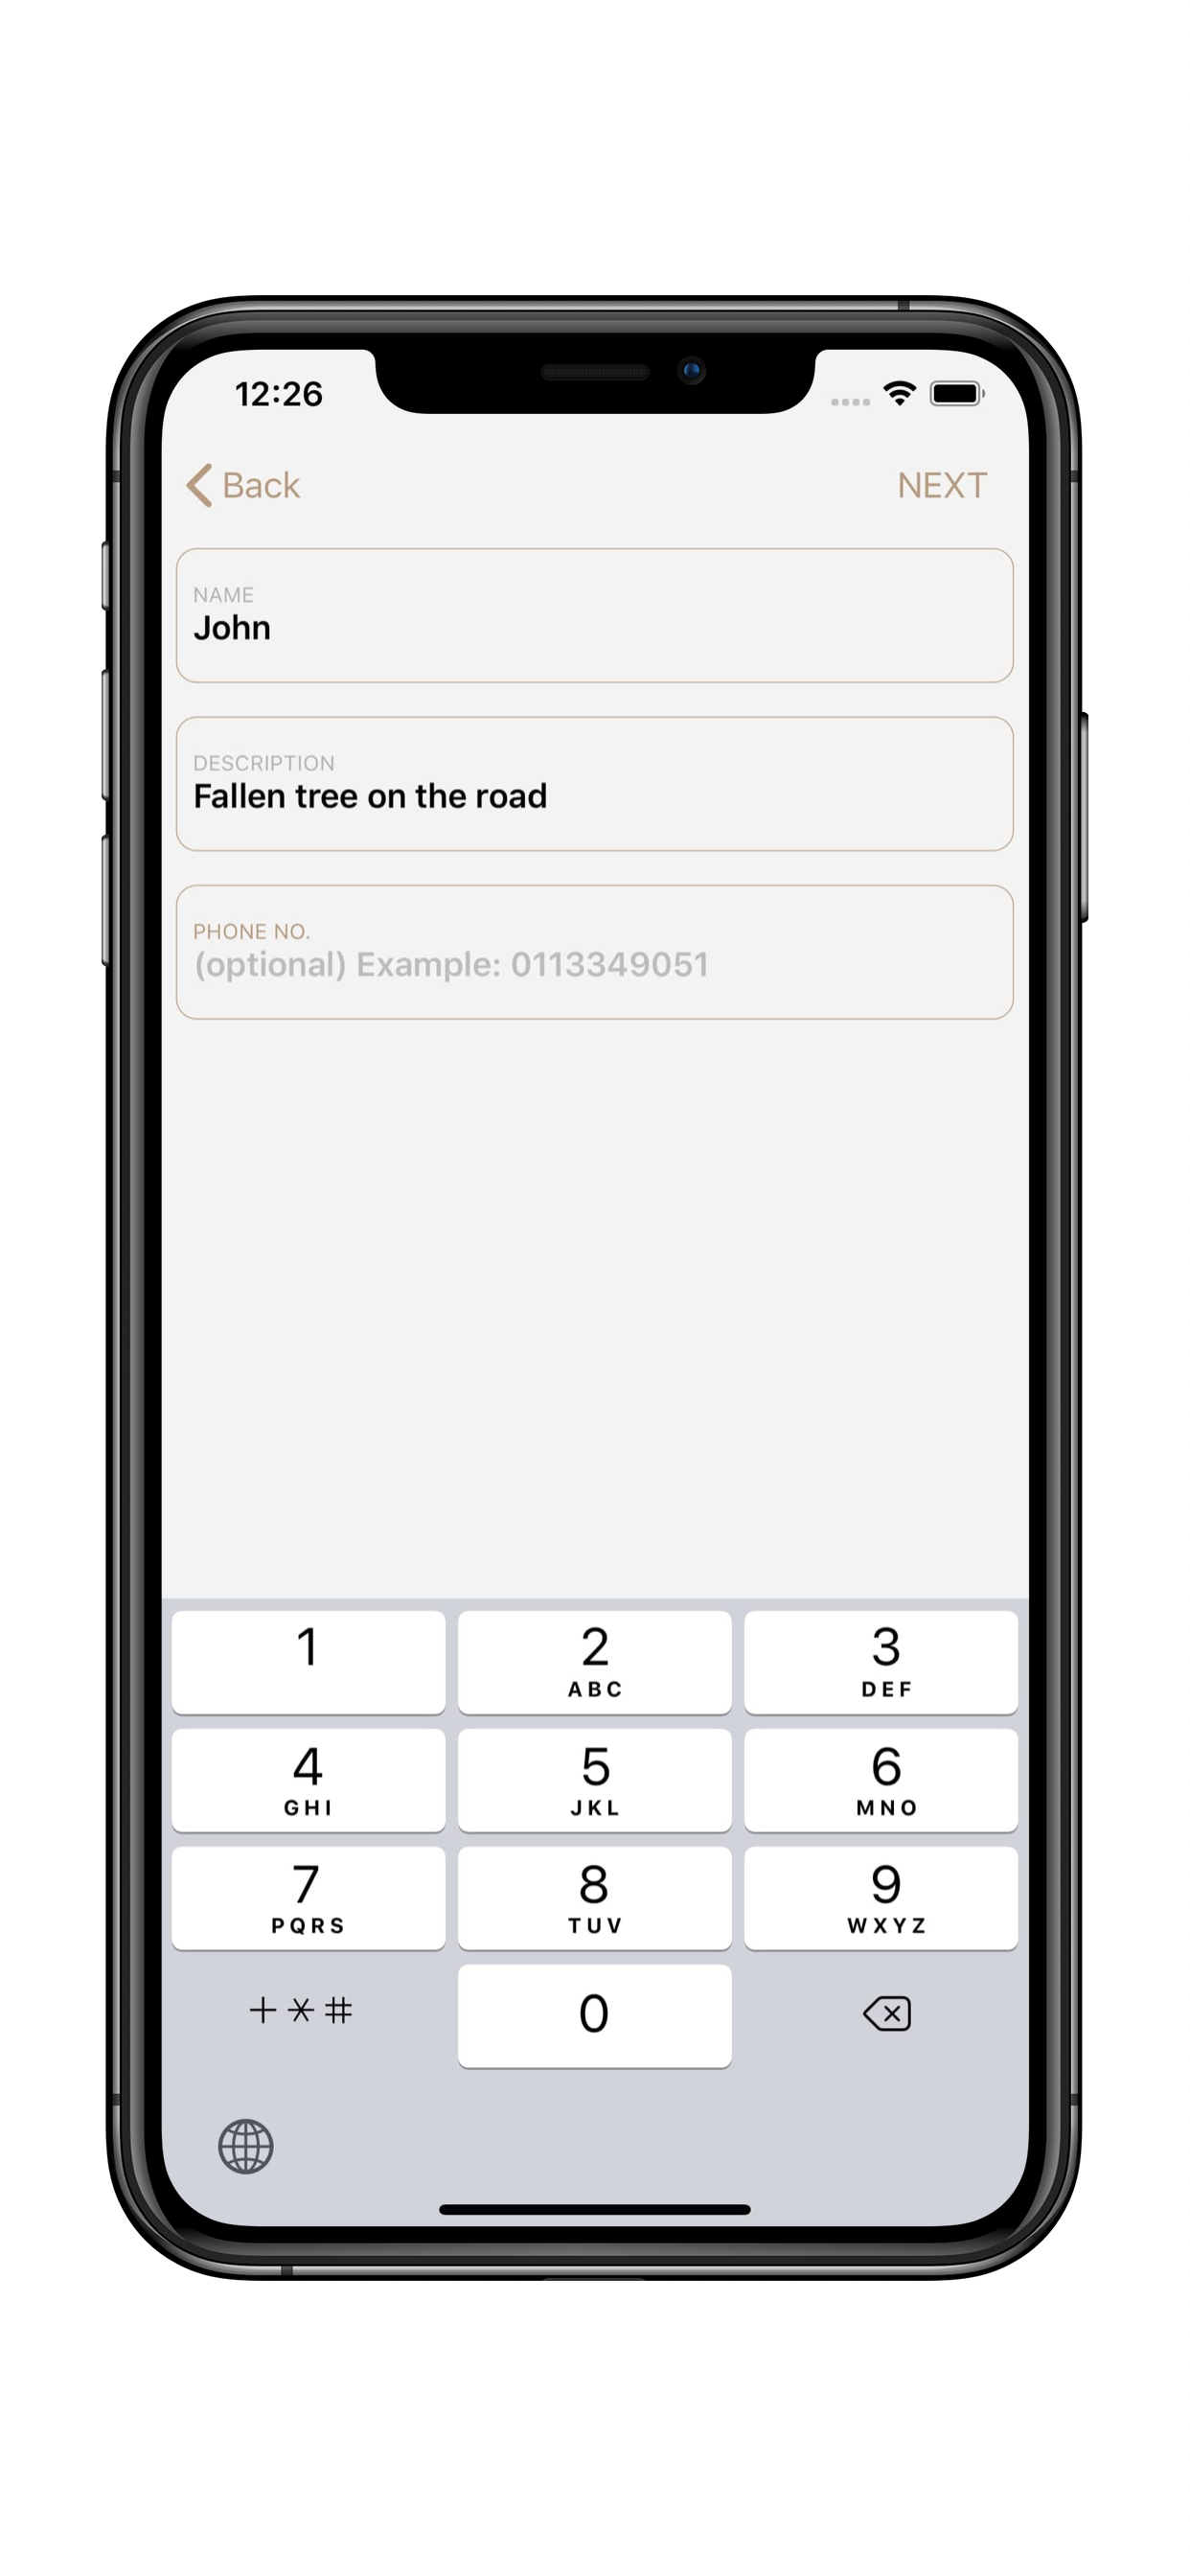 12:26
Back NEXT
NAME
John
DESCRIPTION
Fallen tree on the road
PHONE NO.
(optional) Example: 0113349051
1 2 3
ABC DEF
4 5 6
GHI JKL MNO
7 8 9
PQRS TUV WXYZ
+*# 0